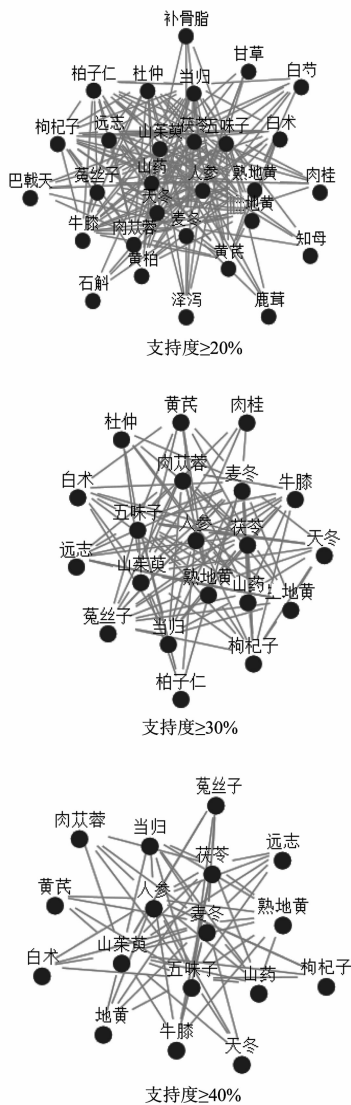 补骨脂
甘草
柏子仁 杜仲 当归 白芍
枸杞子 远志 山茱萸 茯苓 五味子 白术
巴戟天 菟丝子 山药 人参 熟地黄 肉桂
天冬 地黄
牛膝 肉苁蓉 麦冬 知母
黄柏 黄芪
石斛 泽泻 鹿茸
支持度≥20%
黄芪 肉桂
杜仲
肉苁蓉 麦冬 牛膝
白术
五味子 人参 茯苓 天冬
远志 山茱萸 熟地黄 山药 地黄
菟丝子 当归 枸杞子
柏子仁
支持度≥30%
菟丝子
肉苁蓉 当归 茯苓 远志
黄芪 人参 麦冬 熟地黄
白术 山茱萸 五味子 山药 枸杞子
地黄 牛膝 天冬
支持度≥40%